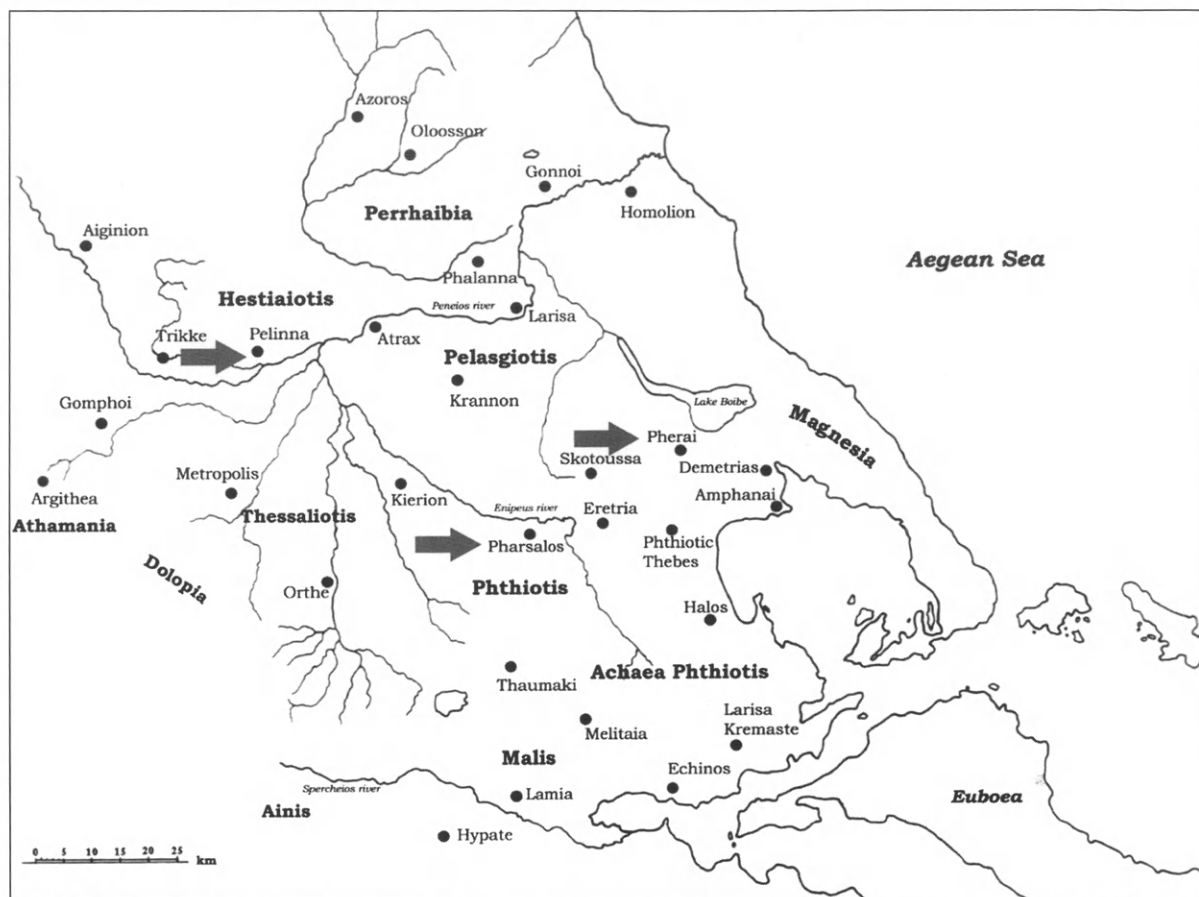 Azoros
Oloosson
Gonnoi
Homolion
Perrhaibia
Aiginion
Aegean Sea
Phalanna
Hestiaiotis
Peneios river
Larisa
Trikke
Pelinna
Atrax
Pelasgiotis
Krannon
Lake Boibe
Gomphoi
Magnesia
Pherai
Skotoussa
Demetrias
Metropolis
Argithea
Kierion
Amphanai
Athamania
Thessaliotis
Enipeus river
Eretria
Pharsalos
Phthiotic
Thebes
Dolopia
Orthe
Phthiotis
Halos
Thaumaki
Achaea Phthiotis
Larisa
Kremaste
Melitaia
Malis
Echinos
Spercheios river
Lamia
Ainis
Euboea
Hypate
0 5 10 15 20 25
km